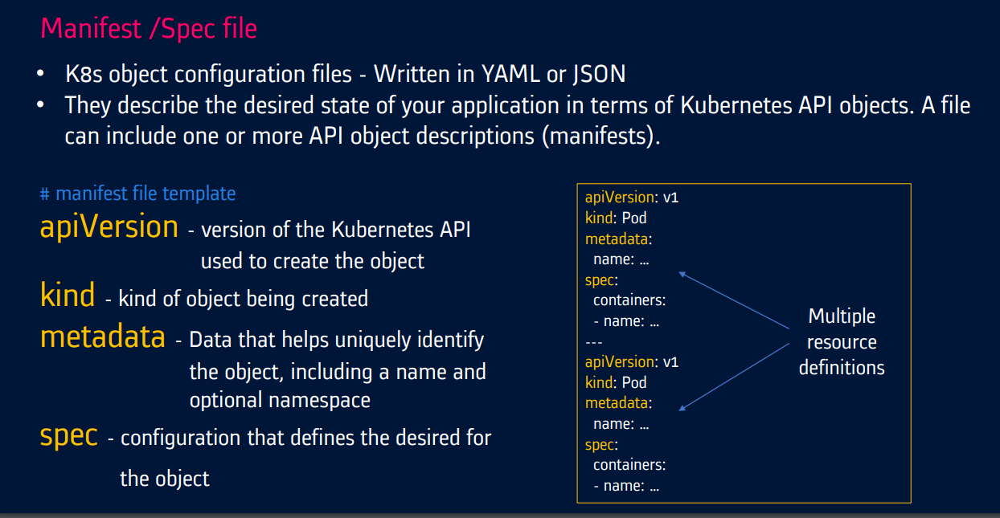 Manifest /Spec file
• K8s object configuration files - Written in YAML or JSON
• They describe the desired state of your application in terms of Kubernetes API objects. A file
can include one or more API object descriptions (manifests).
# manifest file template
apiVersion - version of the Kubernetes API
used to create the object
kind - kind of object being created
metadata - Data that helps uniquely identify
the object, including a name and
optional namespace
spec - configuration that defines the desired for
the object
apiVersion: v1
kind: Pod
metadata:
  name: ...
spec:
  containers:
  - name: ...
---
apiVersion: v1
kind: Pod
metadata:
  name: ...
spec:
  containers:
  - name: ...
Multiple
resource
definitions